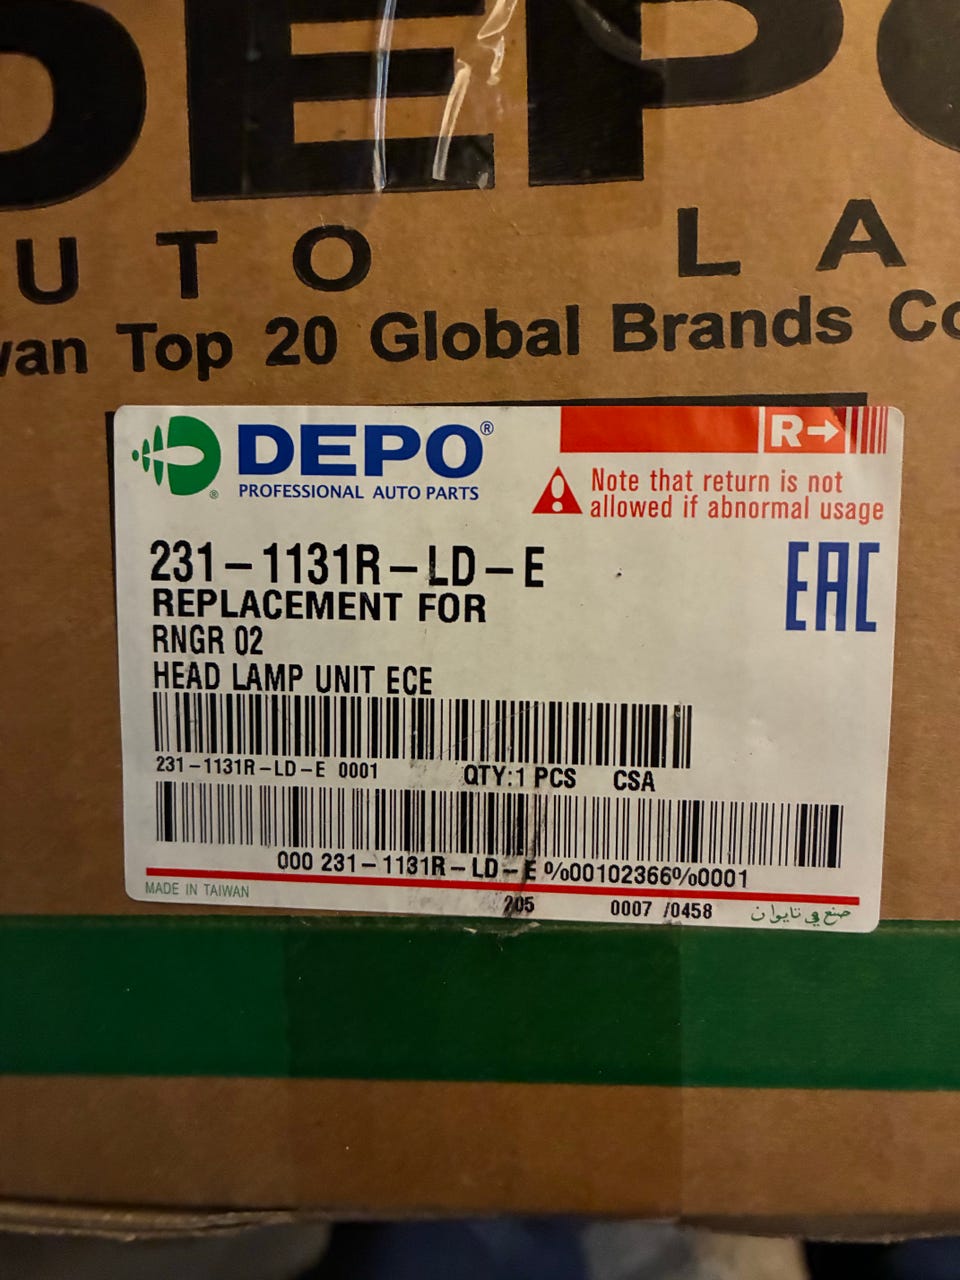 DEPO
AUTO LA
wan Top 20 Global Brands Co
DEPO®
PROFESSIONAL AUTO PARTS
R→
Note that return is not
allowed if abnormal usage
231-1131R-LD-E
REPLACEMENT FOR
RNGR 02
HEAD LAMP UNIT ECE
EAC
231-1131R-LD-E 0001 QTY:1 PCS CSA
000 231-1131R-LD-E %00102366%0001
MADE IN TAIWAN
205 0007 /0458 صنع في تايوان